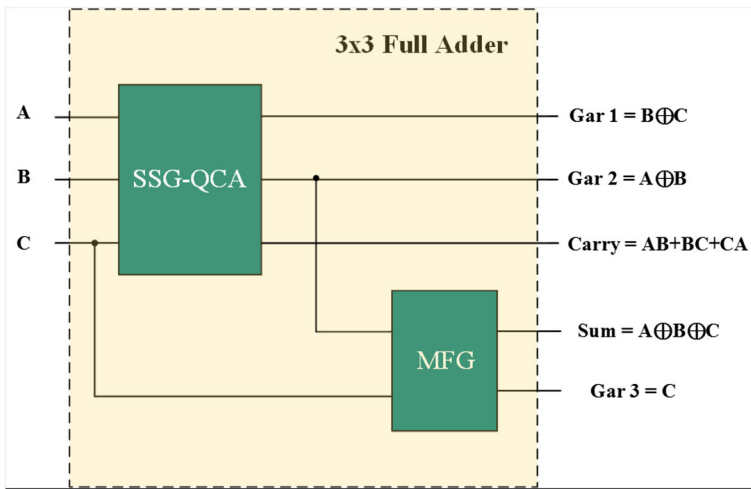 3x3 Full Adder
A
Gar 1 = B⊕C
B
SSG-QCA
Gar 2 = A⊕B
C
Carry = AB+BC+CA
Sum = A⊕B⊕C
MFG
Gar 3 = C